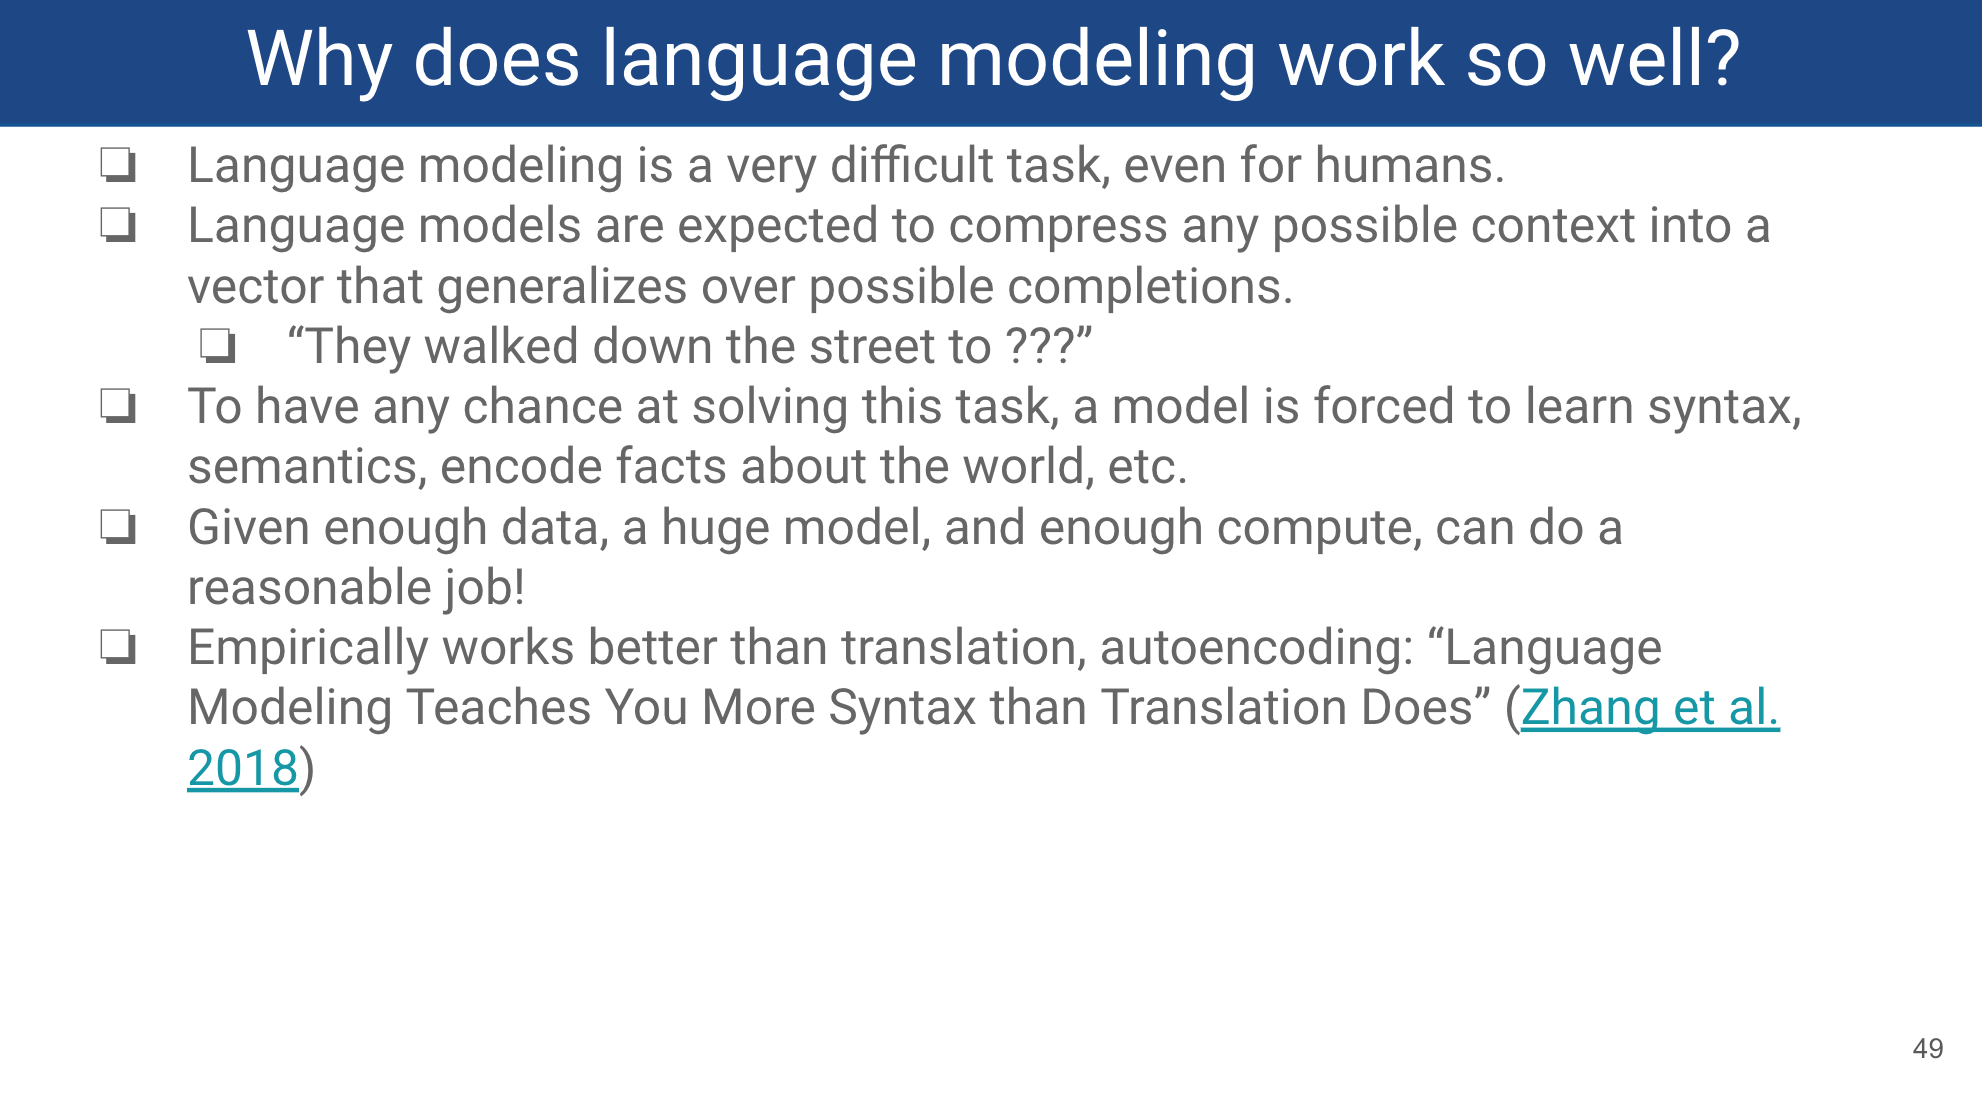 Why does language modeling work so well?
❏ Language modeling is a very difficult task, even for humans.
❏ Language models are expected to compress any possible context into a
vector that generalizes over possible completions.
❏ “They walked down the street to ???”
❏ To have any chance at solving this task, a model is forced to learn syntax,
semantics, encode facts about the world, etc.
❏ Given enough data, a huge model, and enough compute, can do a
reasonable job!
❏ Empirically works better than translation, autoencoding: “Language
Modeling Teaches You More Syntax than Translation Does” (Zhang et al.
2018)
49